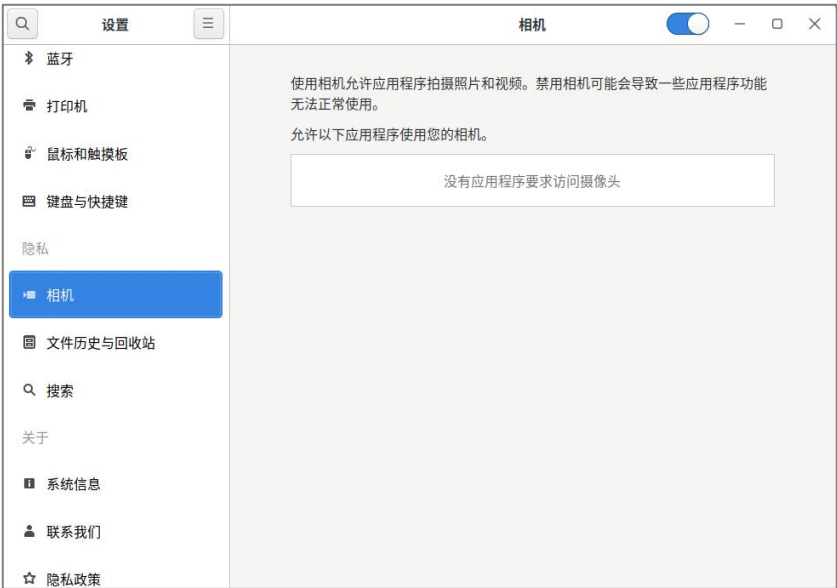 设置
相机
蓝牙
打印机
鼠标和触摸板
键盘与快捷键
隐私
相机
文件历史与回收站
搜索
关于
系统信息
联系我们
隐私政策
使用相机允许应用程序拍摄照片和视频。禁用相机可能会导致一些应用程序功能
无法正常使用。
允许以下应用程序使用您的相机。
没有应用程序要求访问摄像头